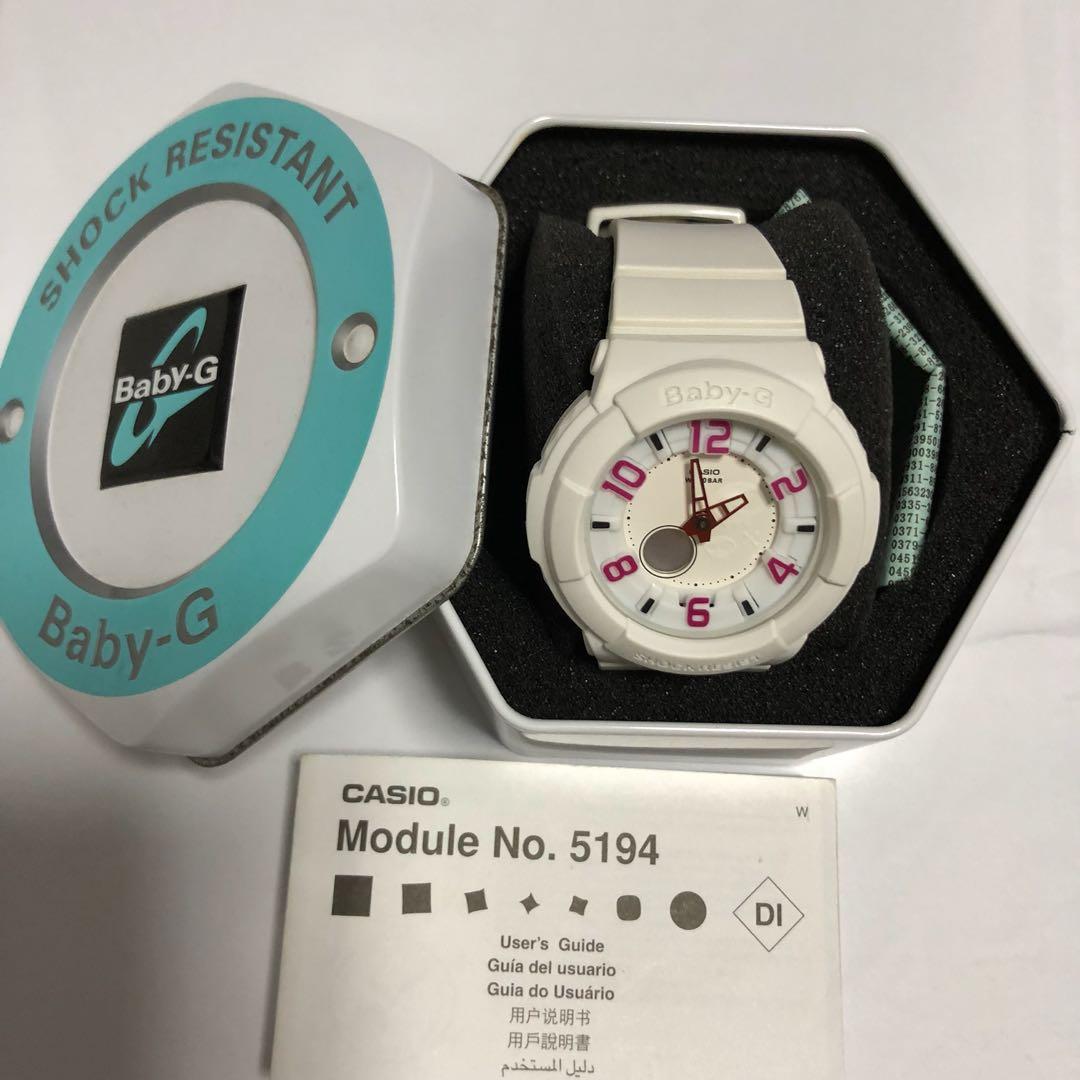 SHOCK RESISTANT
Baby-G
Baby-G
Baby-G
12
2
4
6
8
10
CASIO
CASIO®
W
Module No. 5194
DI
User's Guide
Guía del usuario
Guia do Usuário
用户说明书
用戶說明書
دليل المستخدم